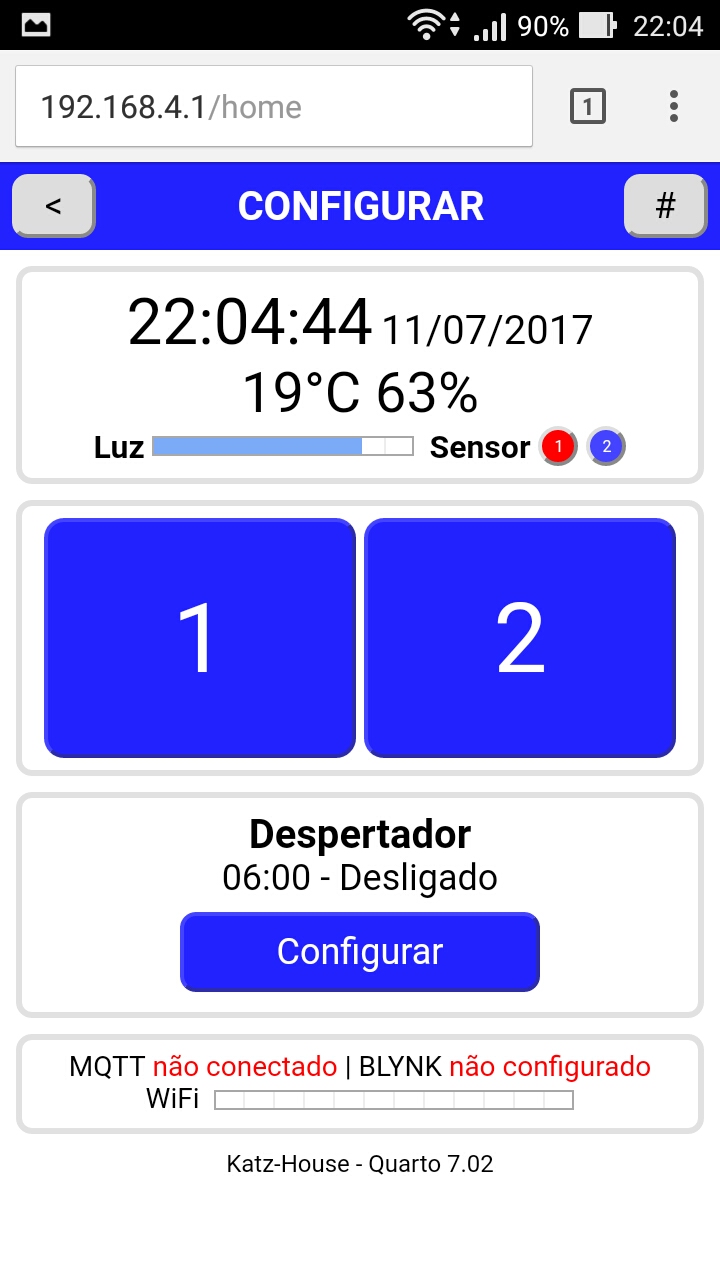 90% 22:04
192.168.4.1/home 1
< CONFIGURAR #
22:04:44 11/07/2017
19°C 63%
Luz Sensor 1 2
1 2
Despertador
06:00 - Desligado
Configurar
MQTT não conectado | BLYNK não configurado
WiFi
Katz-House - Quarto 7.02